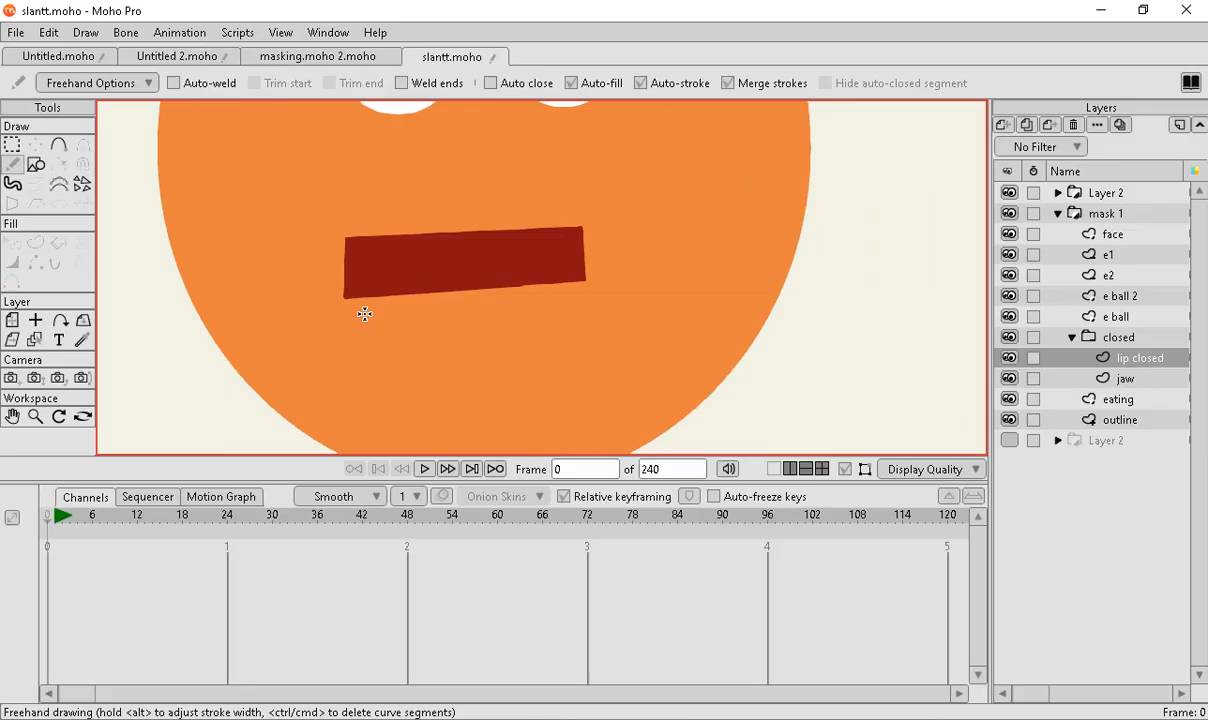 slantt.moho - Moho Pro
File Edit Draw Bone Animation Scripts View Window Help
Untitled.moho Untitled 2.moho masking.moho 2.moho slantt.moho
Freehand Options Auto-weld Trim start Trim end Weld ends Auto close Auto-fill Auto-stroke Merge strokes Hide auto-closed segment
Tools
Draw
Fill
Layer
T
Camera
Workspace
Layers
No Filter
Name
Layer 2
mask 1
face
e1
e2
e ball 2
e ball
closed
lip closed
jaw
eating
outline
Layer 2
Frame 0 of 240 Display Quality
Channels Sequencer Motion Graph Smooth 1 Onion Skins Relative keyframing Auto-freeze keys
0 6 12 18 24 30 36 42 48 54 60 66 72 78 84 90 96 102 108 114 120
0 1 2 3 4 5
Freehand drawing (hold <alt> to adjust stroke width, <ctrl/cmd> to delete curve segments) Frame: 0